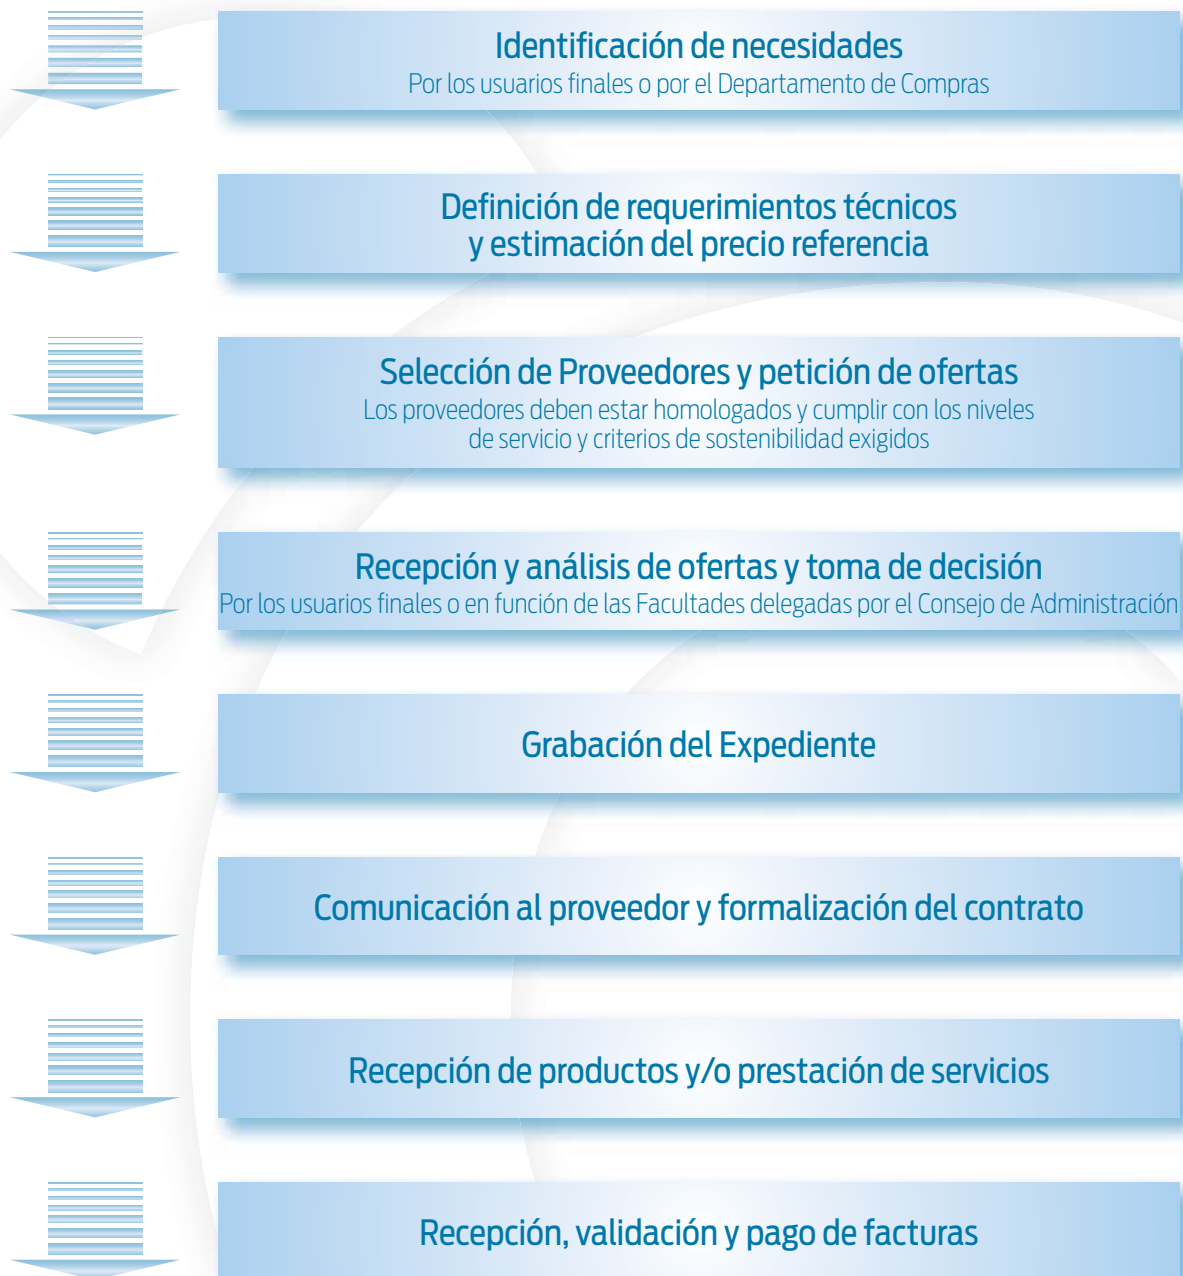 Identificación de necesidades
Por los usuarios finales o por el Departamento de Compras
Definición de requerimientos técnicos
y estimación del precio referencia
Selección de Proveedores y petición de ofertas
Los proveedores deben estar homologados y cumplir con los niveles
de servicio y criterios de sostenibilidad exigidos
Recepción y análisis de ofertas y toma de decisión
Por los usuarios finales o en función de las Facultades delegadas por el Consejo de Administración
Grabación del Expediente
Comunicación al proveedor y formalización del contrato
Recepción de productos y/o prestación de servicios
Recepción, validación y pago de facturas